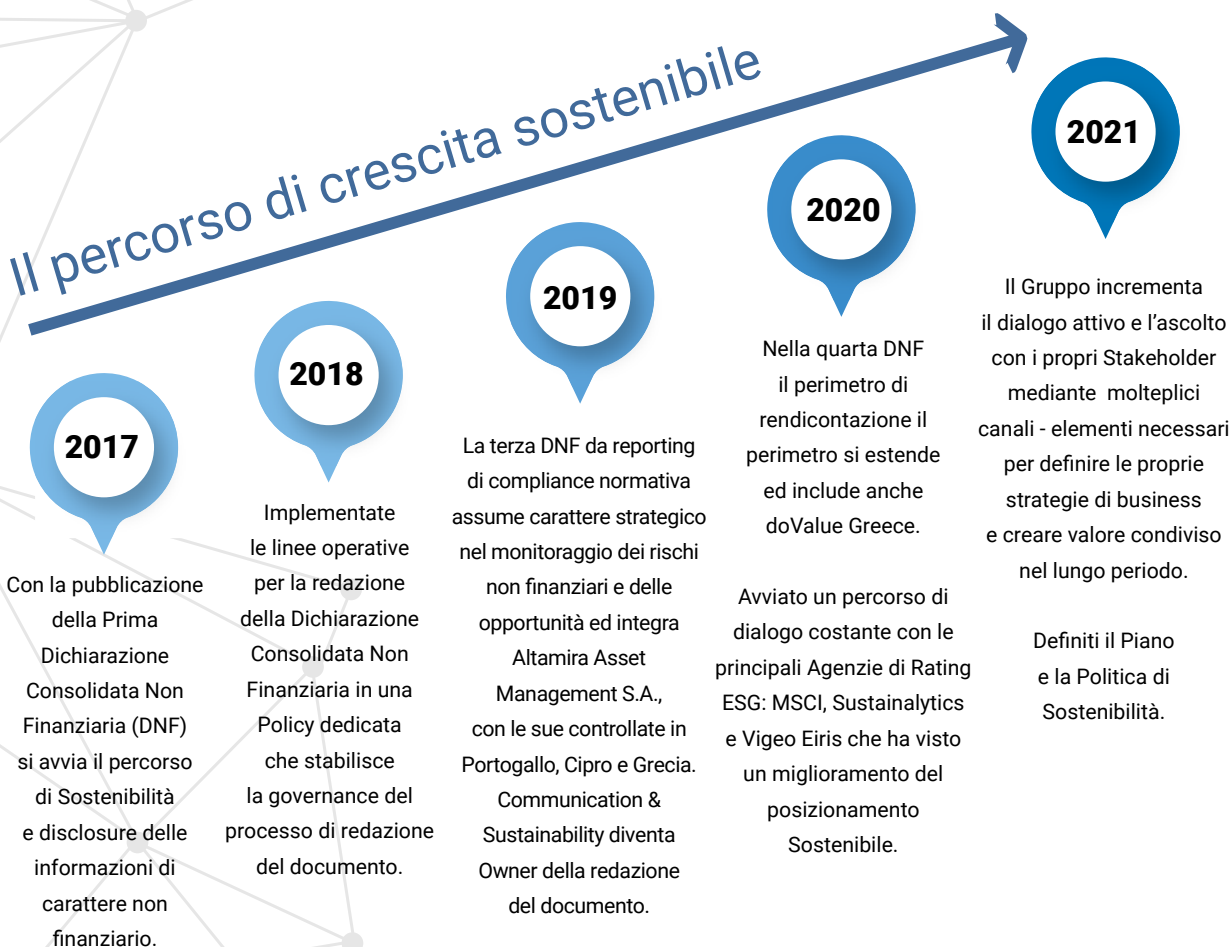 Il percorso di crescita sostenibile
2017
Con la pubblicazione
della Prima
Dichiarazione
Consolidata Non
Finanziaria (DNF)
si avvia il percorso
di Sostenibilità
e disclosure delle
informazioni di
carattere non
finanziario.
2018
Implementate
le linee operative
per la redazione
della Dichiarazione
Consolidata Non
Finanziaria in una
Policy dedicata
che stabilisce
la governance del
processo di redazione
del documento.
2019
La terza DNF da reporting
di compliance normativa
assume carattere strategico
nel monitoraggio dei rischi
non finanziari e delle
opportunità ed integra
Altamira Asset
Management S.A.,
con le sue controllate in
Portogallo, Cipro e Grecia.
Communication &
Sustainability diventa
Owner della redazione
del documento.
2020
Nella quarta DNF
il perimetro di
rendicontazione il
perimetro si estende
ed include anche
doValue Greece.
Avviato un percorso di
dialogo costante con le
principali Agenzie di Rating
ESG: MSCI, Sustainalytics
e Vigeo Eiris che ha visto
un miglioramento del
posizionamento
Sostenibile.
2021
Il Gruppo incrementa
il dialogo attivo e l'ascolto
con i propri Stakeholder
mediante molteplici
canali - elementi necessari
per definire le proprie
strategie di business
e creare valore condiviso
nel lungo periodo.
Definiti il Piano
e la Politica di
Sostenibilità.